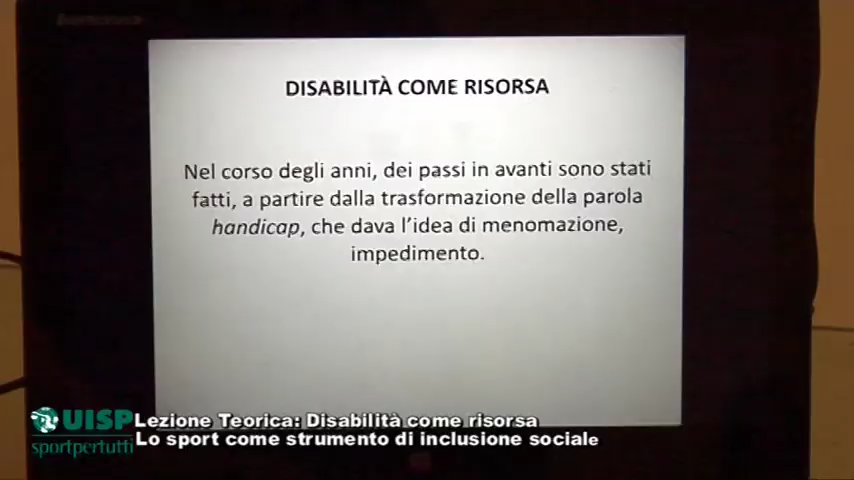 DISABILITÀ COME RISORSA
Nel corso degli anni, dei passi in avanti sono stati
fatti, a partire dalla trasformazione della parola
handicap, che dava l'idea di menomazione,
impedimento.
UISP
sportpertutti
Lezione Teorica: Disabilità come risorsa
Lo sport come strumento di inclusione sociale